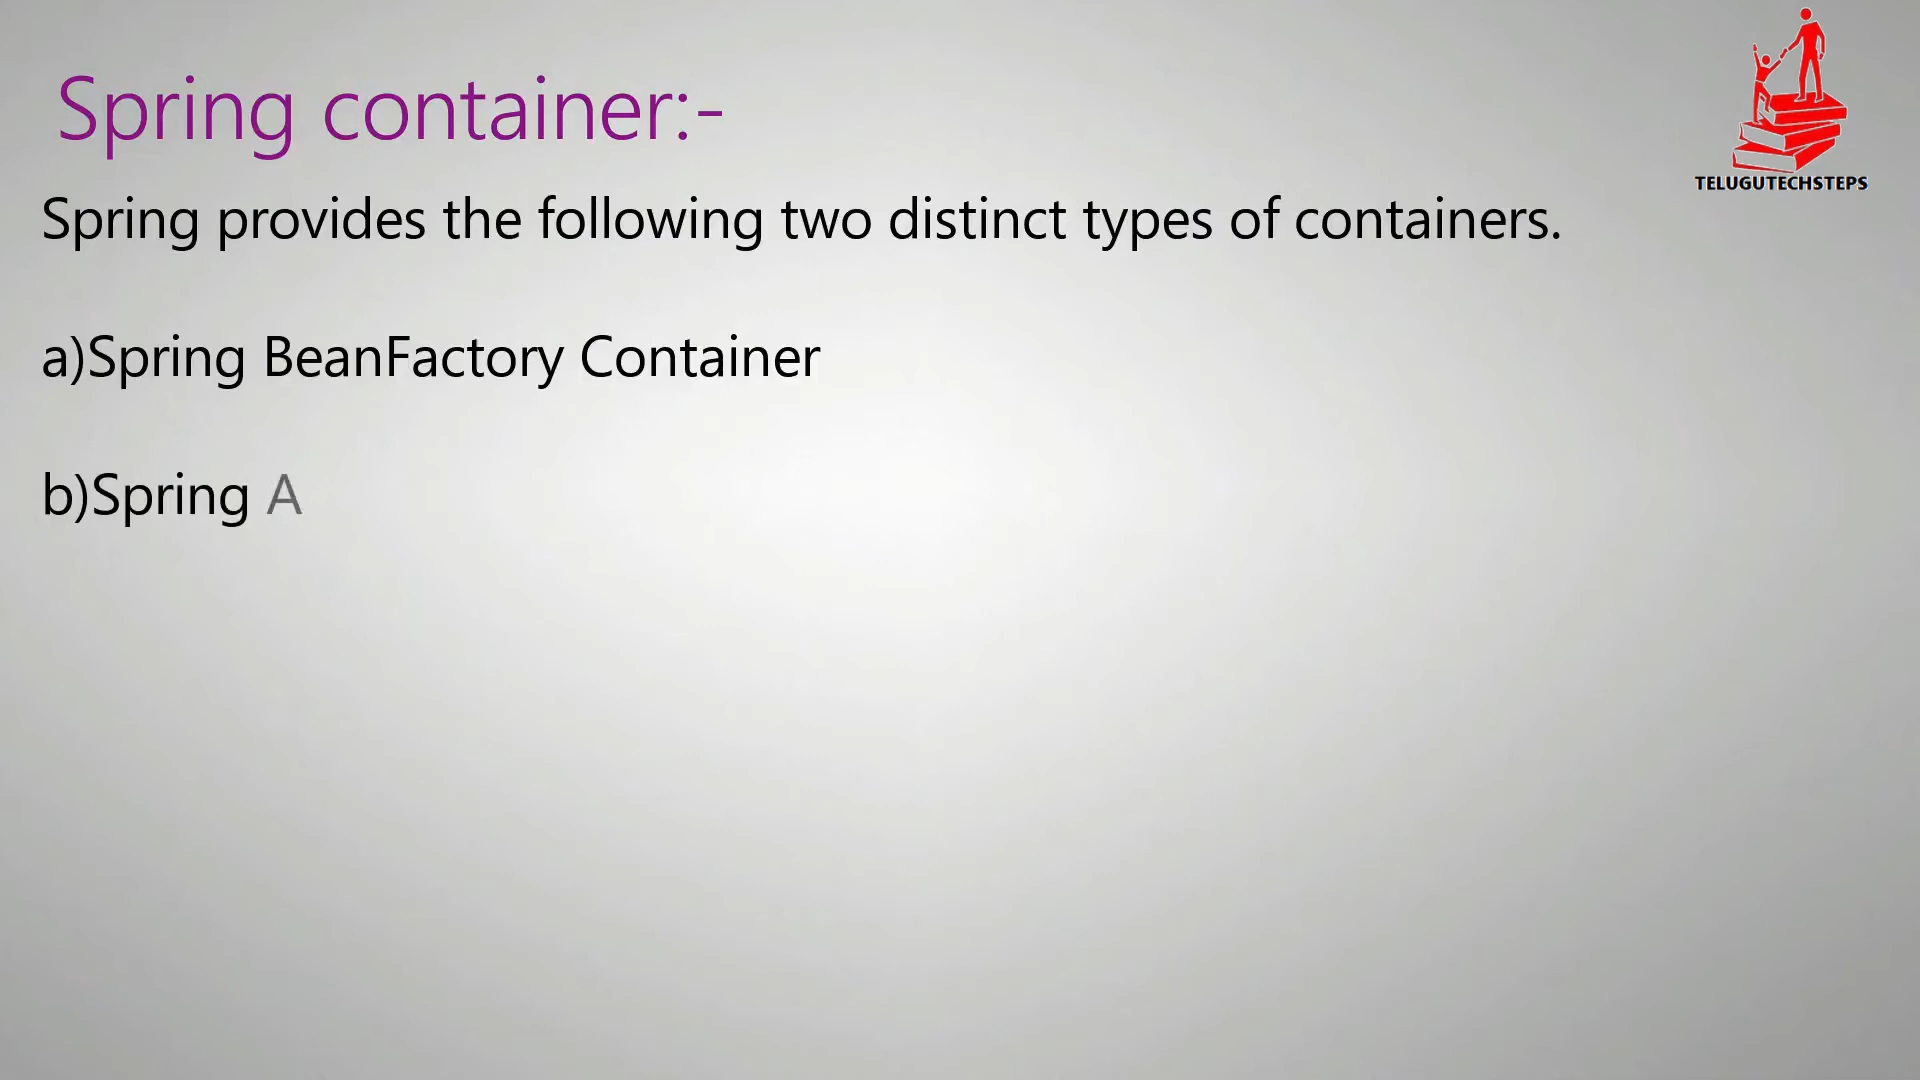 Spring container:-
TELUGUTECHSTEPS
Spring provides the following two distinct types of containers.
a)Spring BeanFactory Container
b)Spring A